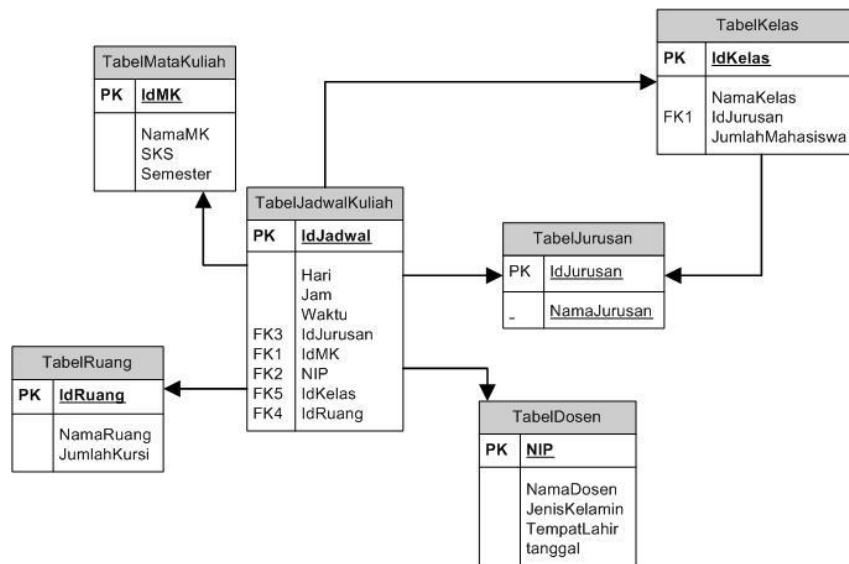 TabelMataKuliah
PK IdMK
NamaMK
SKS
Semester
TabelKelas
PK IdKelas
NamaKelas
FK1 IdJurusan
JumlahMahasiswa
TabelJadwalKuliah
PK IdJadwal
Hari
Jam
Waktu
FK3 IdJurusan
FK1 IdMK
FK2 NIP
FK5 IdKelas
FK4 IdRuang
TabelJurusan
PK IdJurusan
_ NamaJurusan
TabelRuang
PK IdRuang
NamaRuang
JumlahKursi
TabelDosen
PK NIP
NamaDosen
JenisKelamin
TempatLahir
tanggal